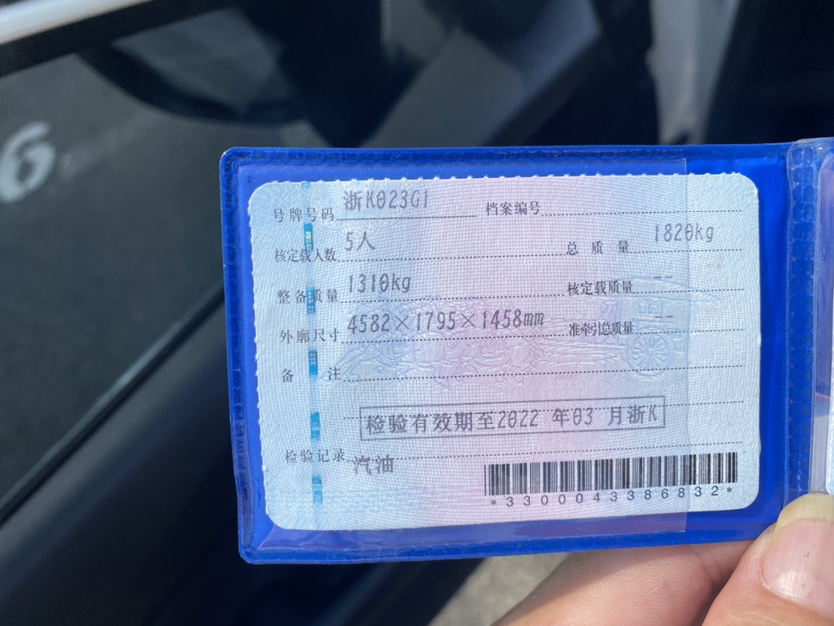 6
号牌号码 浙K023G1 档案编号
核定载人数 5人 总质量 1820kg
整备质量 1310kg 核定载质量 --
外廓尺寸 4582×1795×1458mm 准牵引总质量 --
备注
检验有效期至2022 年03 月浙K
检验记录
汽油
*3300043386832*